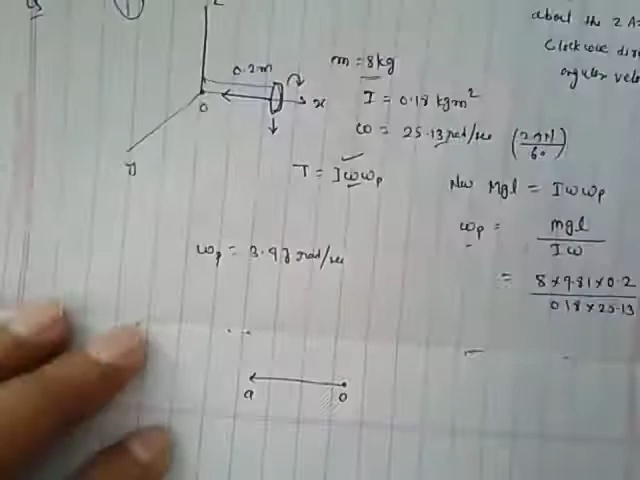 1
z
0.2m
o
x
y
m = 8kg
I = 0.18 kgm²
ω = 25.13 rad/sec (2πN/60)
T = Iωωp
ωp = 3.47 rad/sec
a o
about the z A
Clockwise dire
angular velo
Now Mgl = Iωωp
ωp = mgl / Iω
= 8 × 9.81 × 0.2 / 0.18 × 25.13